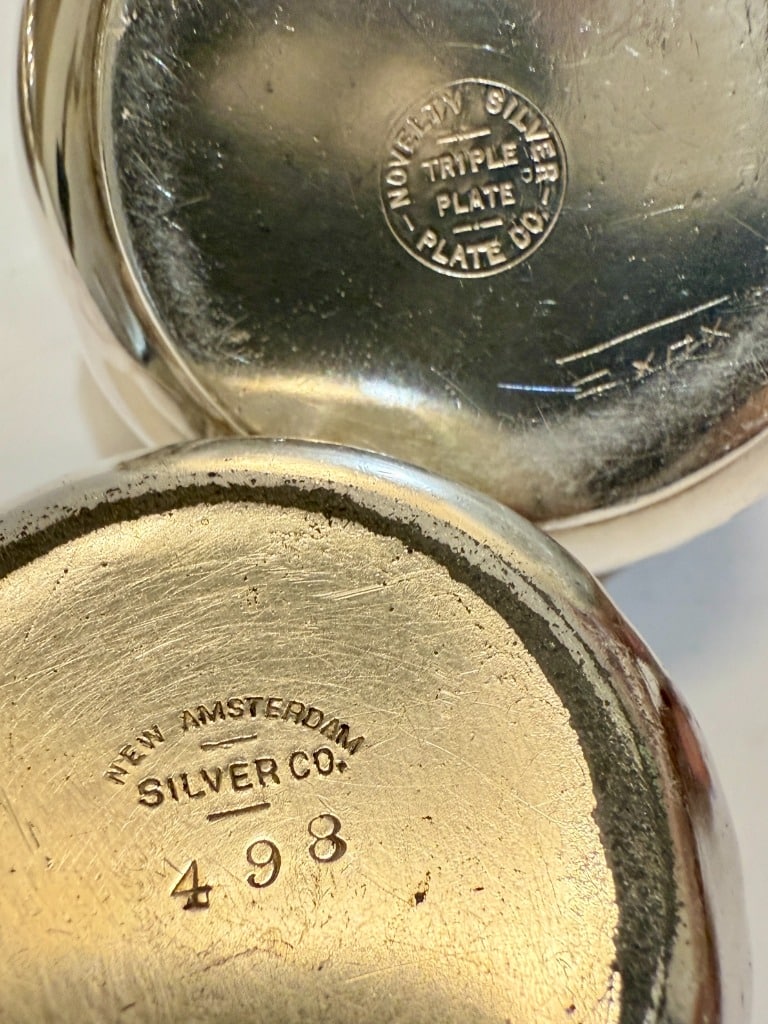 NOVELTY SILVER
TRIPLE
PLATE
PLATE CO.
NEW AMSTERDAM
SILVER CO.
498